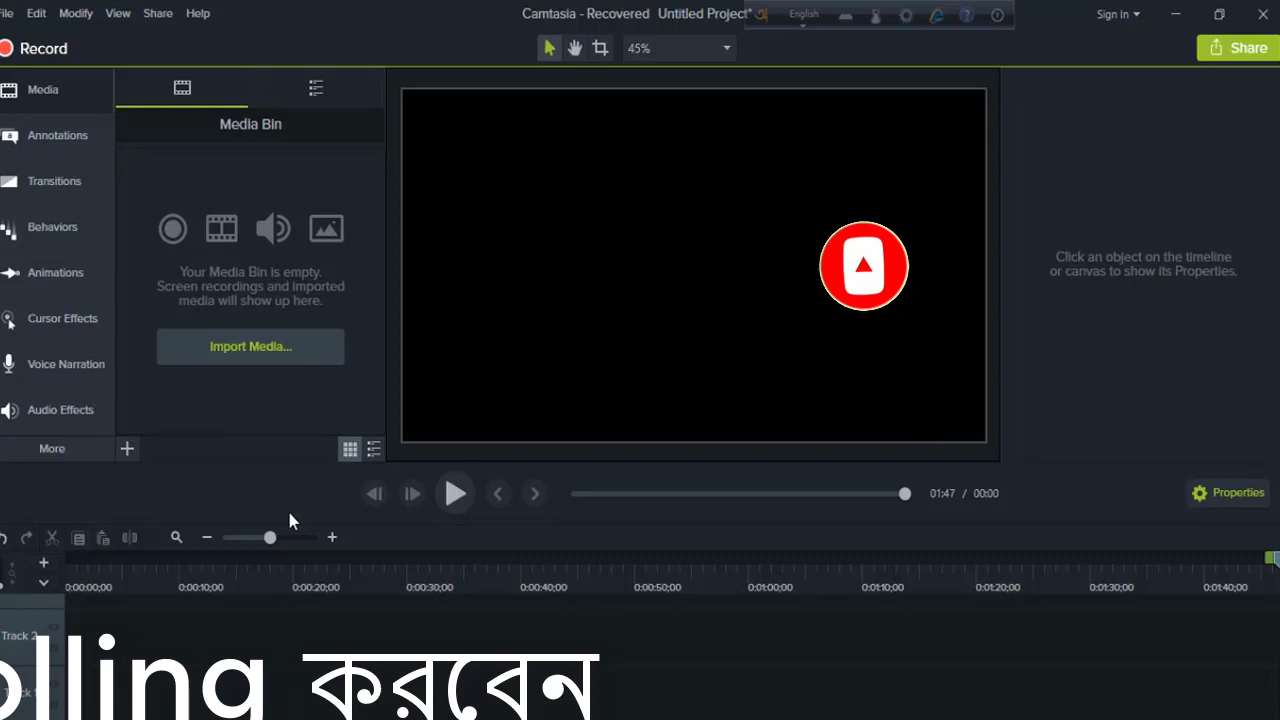 File Edit Modify View Share Help
Camtasia - Recovered Untitled Project*
English
Sign In
Record
45%
Share
Media
Annotations
Transitions
Behaviors
Animations
Cursor Effects
Voice Narration
Audio Effects
More
Media Bin
Your Media Bin is empty.
Screen recordings and imported
media will show up here.
Import Media...
Click an object on the timeline
or canvas to show its Properties.
01:47 / 00:00
Properties
0:00:00;00 0:00:10;00 0:00:20;00 0:00:30;00 0:00:40;00 0:00:50;00 0:01:00;00 0:01:10;00 0:01:20;00 0:01:30;00 0:01:40;00
Track 2
Track
olling করবেন